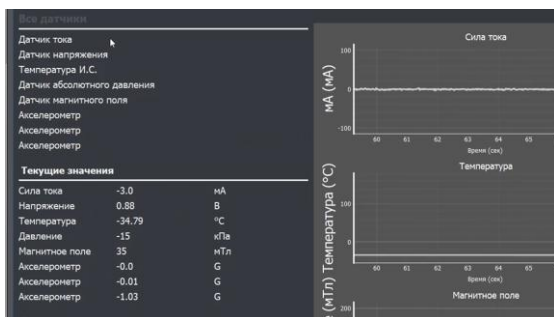 Все датчики
Датчик тока
Датчик напряжения
Температура И.С.
Датчик абсолютного давления
Датчик магнитного поля
Акселерометр
Акселерометр
Акселерометр
Текущие значения
Сила тока -3.0 мА
Напряжение 0.88 В
Температура -34.79 °C
Давление -15 кПа
Магнитное поле 35 мТл
Акселерометр -0.0 G
Акселерометр -0.01 G
Акселерометр -1.03 G
Сила тока
мА (мА)
100
0
-100
60 61 62 63 64 65
Время (сек)
Температура
Температура (°C)
100
0
60 61 62 63 64 65
Время (сек)
Магнитное поле
(мТл)
200